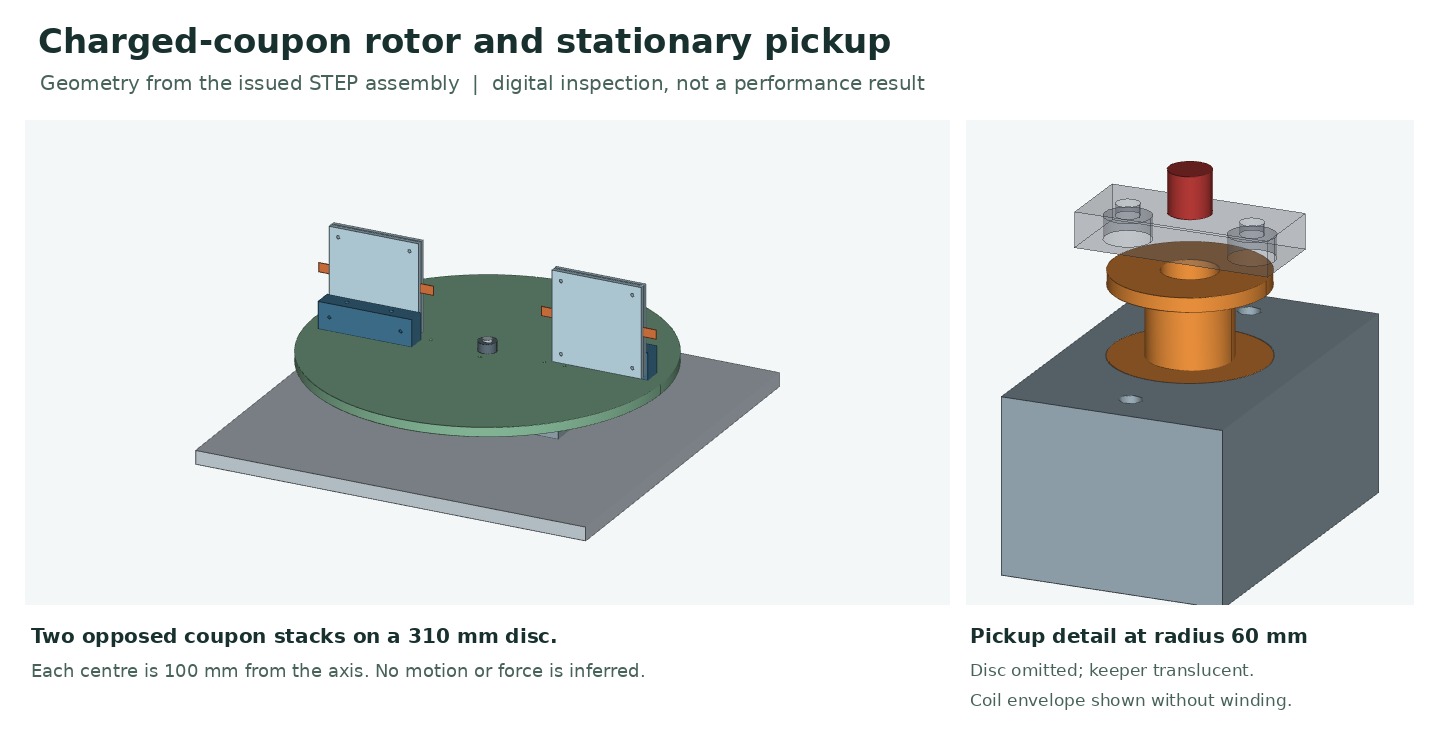 Charged-coupon rotor and stationary pickup
Geometry from the issued STEP assembly | digital inspection, not a performance result
Two opposed coupon stacks on a 310 mm disc.
Each centre is 100 mm from the axis. No motion or force is inferred.
Pickup detail at radius 60 mm
Disc omitted; keeper translucent.
Coil envelope shown without winding.